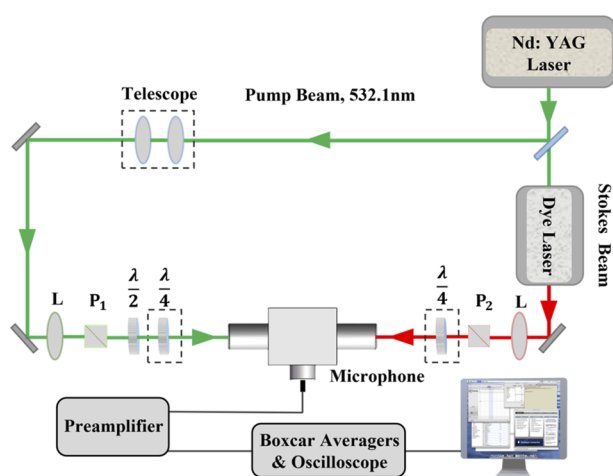 Nd: YAG
Laser
Telescope
Pump Beam, 532.1nm
Stokes Beam
Dye Laser
L
P₁
λ/2
λ/4
λ/4
P₂
L
Microphone
Preamplifier
Boxcar Averagers
& Oscilloscope